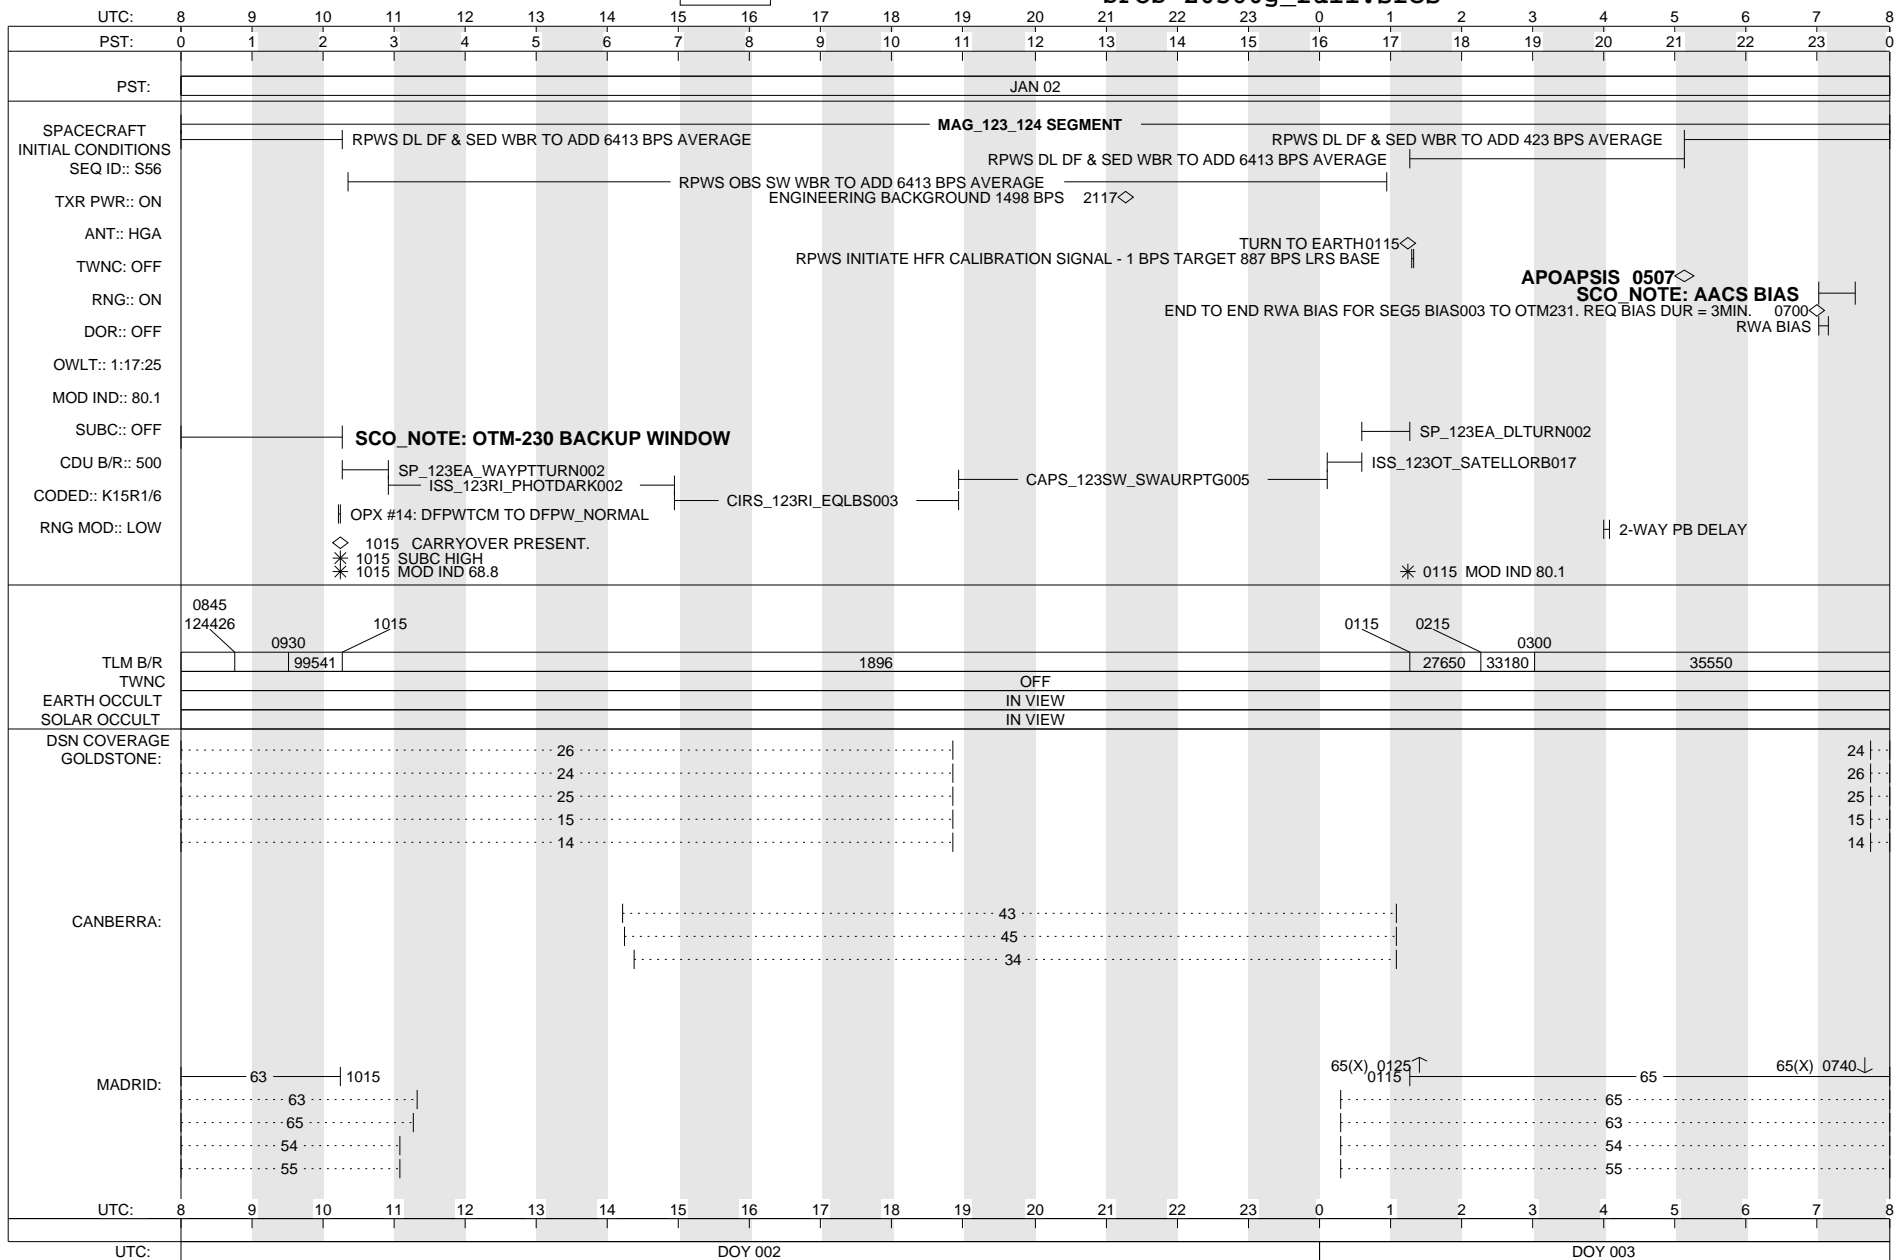 UTC: 8 9 10 11 12 13 14 15 16 17 18 19 20 21 22 23 0 1 2 3 4 5 6 7 8
PST: 0 1 2 3 4 5 6 7 8 9 10 11 12 13 14 15 16 17 18 19 20 21 22 23 0
PST: JAN 02
SPACECRAFT
INITIAL CONDITIONS
SEQ ID:: S56
TXR PWR:: ON
ANT:: HGA
TWNC: OFF
RNG:: ON
DOR:: OFF
OWLT:: 1:17:25
MOD IND:: 80.1
SUBC:: OFF
CDU B/R:: 500
CODED:: K15R1/6
RNG MOD:: LOW
MAG_123_124 SEGMENT
RPWS DL DF & SED WBR TO ADD 6413 BPS AVERAGE
RPWS DL DF & SED WBR TO ADD 423 BPS AVERAGE
RPWS DL DF & SED WBR TO ADD 6413 BPS AVERAGE
RPWS OBS SW WBR TO ADD 6413 BPS AVERAGE
ENGINEERING BACKGROUND 1498 BPS 2117
TURN TO EARTH 0115
RPWS INITIATE HFR CALIBRATION SIGNAL - 1 BPS TARGET 887 BPS LRS BASE
APOAPSIS 0507
SCO_NOTE: AACS BIAS
END TO END RWA BIAS FOR SEG5 BIAS003 TO OTM231. REQ BIAS DUR = 3MIN. 0700
RWA BIAS
SCO_NOTE: OTM-230 BACKUP WINDOW
SP_123EA_DLTURN002
SP_123EA_WAYPTTURN002
ISS_123OT_SATELLORB017
ISS_123RI_PHOTDARK002
CAPS_123SW_SWAURPTG005
CIRS_123RI_EQLBS003
OPX #14: DFPWTCM TO DFPW_NORMAL
2-WAY PB DELAY
1015 CARRYOVER PRESENT.
1015 SUBC HIGH
1015 MOD IND 68.8
0115 MOD IND 80.1
0845
124426
0930
1015
0115
0215
0300
TLM B/R 99541 1896 27650 33180 35550
TWNC OFF
EARTH OCCULT IN VIEW
SOLAR OCCULT IN VIEW
DSN COVERAGE
GOLDSTONE:
26 24
24 26
25 25
15 15
14 14
CANBERRA:
43
45
34
MADRID:
65(X) 0125
65(X) 0740
63 1015
0115 65
63 65
65 63
54 54
55 55
UTC: 8 9 10 11 12 13 14 15 16 17 18 19 20 21 22 23 0 1 2 3 4 5 6 7 8
UTC: DOY 002 DOY 003